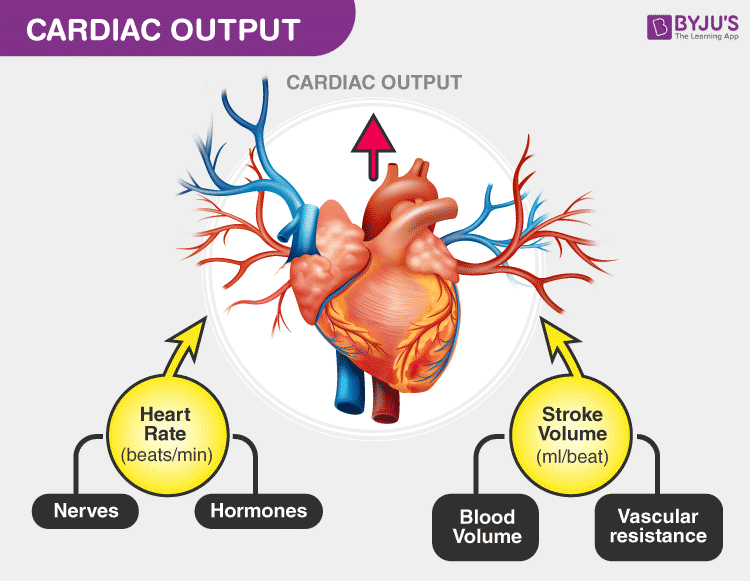 CARDIAC OUTPUT
BYJU'S
The Learning App
CARDIAC OUTPUT
Heart
Rate
(beats/min)
Nerves
Hormones
Stroke
Volume
(ml/beat)
Blood
Volume
Vascular
resistance